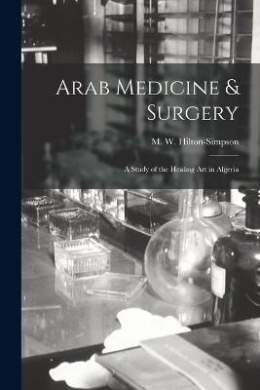 ARAB MEDICINE &
SURGERY
M. W. Hilton-Simpson
A Study of the Healing Art in Algeria